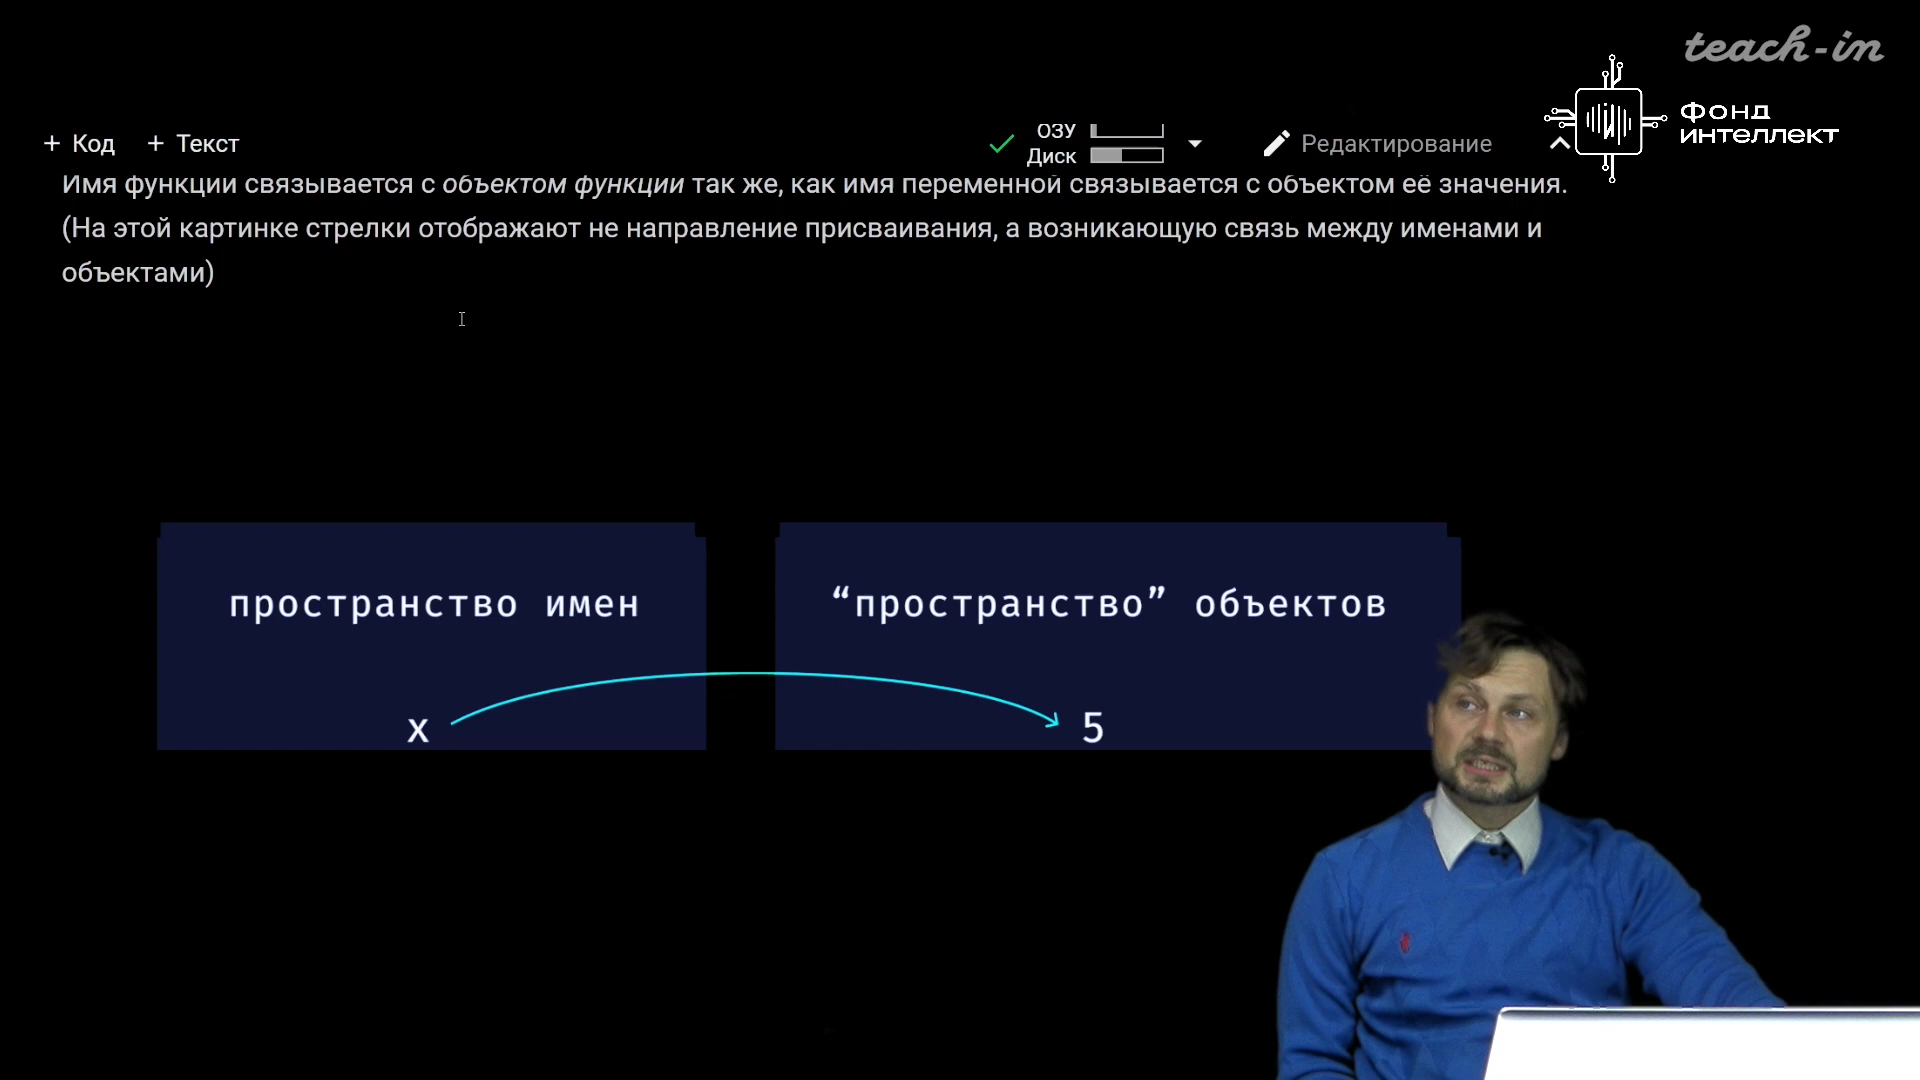 teach-in
Фонд
интеллект
+ Код + Текст
ОЗУ
Диск
Редактирование
Имя функции связывается с объектом функции так же, как имя переменной связывается с объектом её значения.
(На этой картинке стрелки отображают не направление присваивания, а возникающую связь между именами и
объектами)
пространство имен
“пространство” объектов
x
5